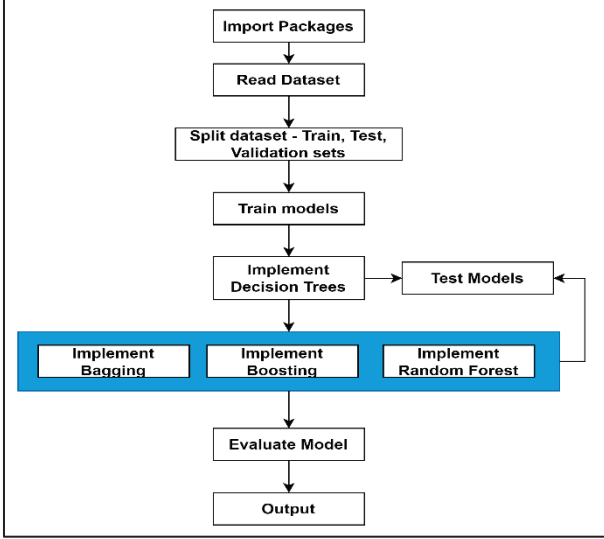 Import Packages
Read Dataset
Split dataset - Train, Test,
Validation sets
Train models
Implement
Decision Trees
Test Models
Implement
Bagging
Implement
Boosting
Implement
Random Forest
Evaluate Model
Output